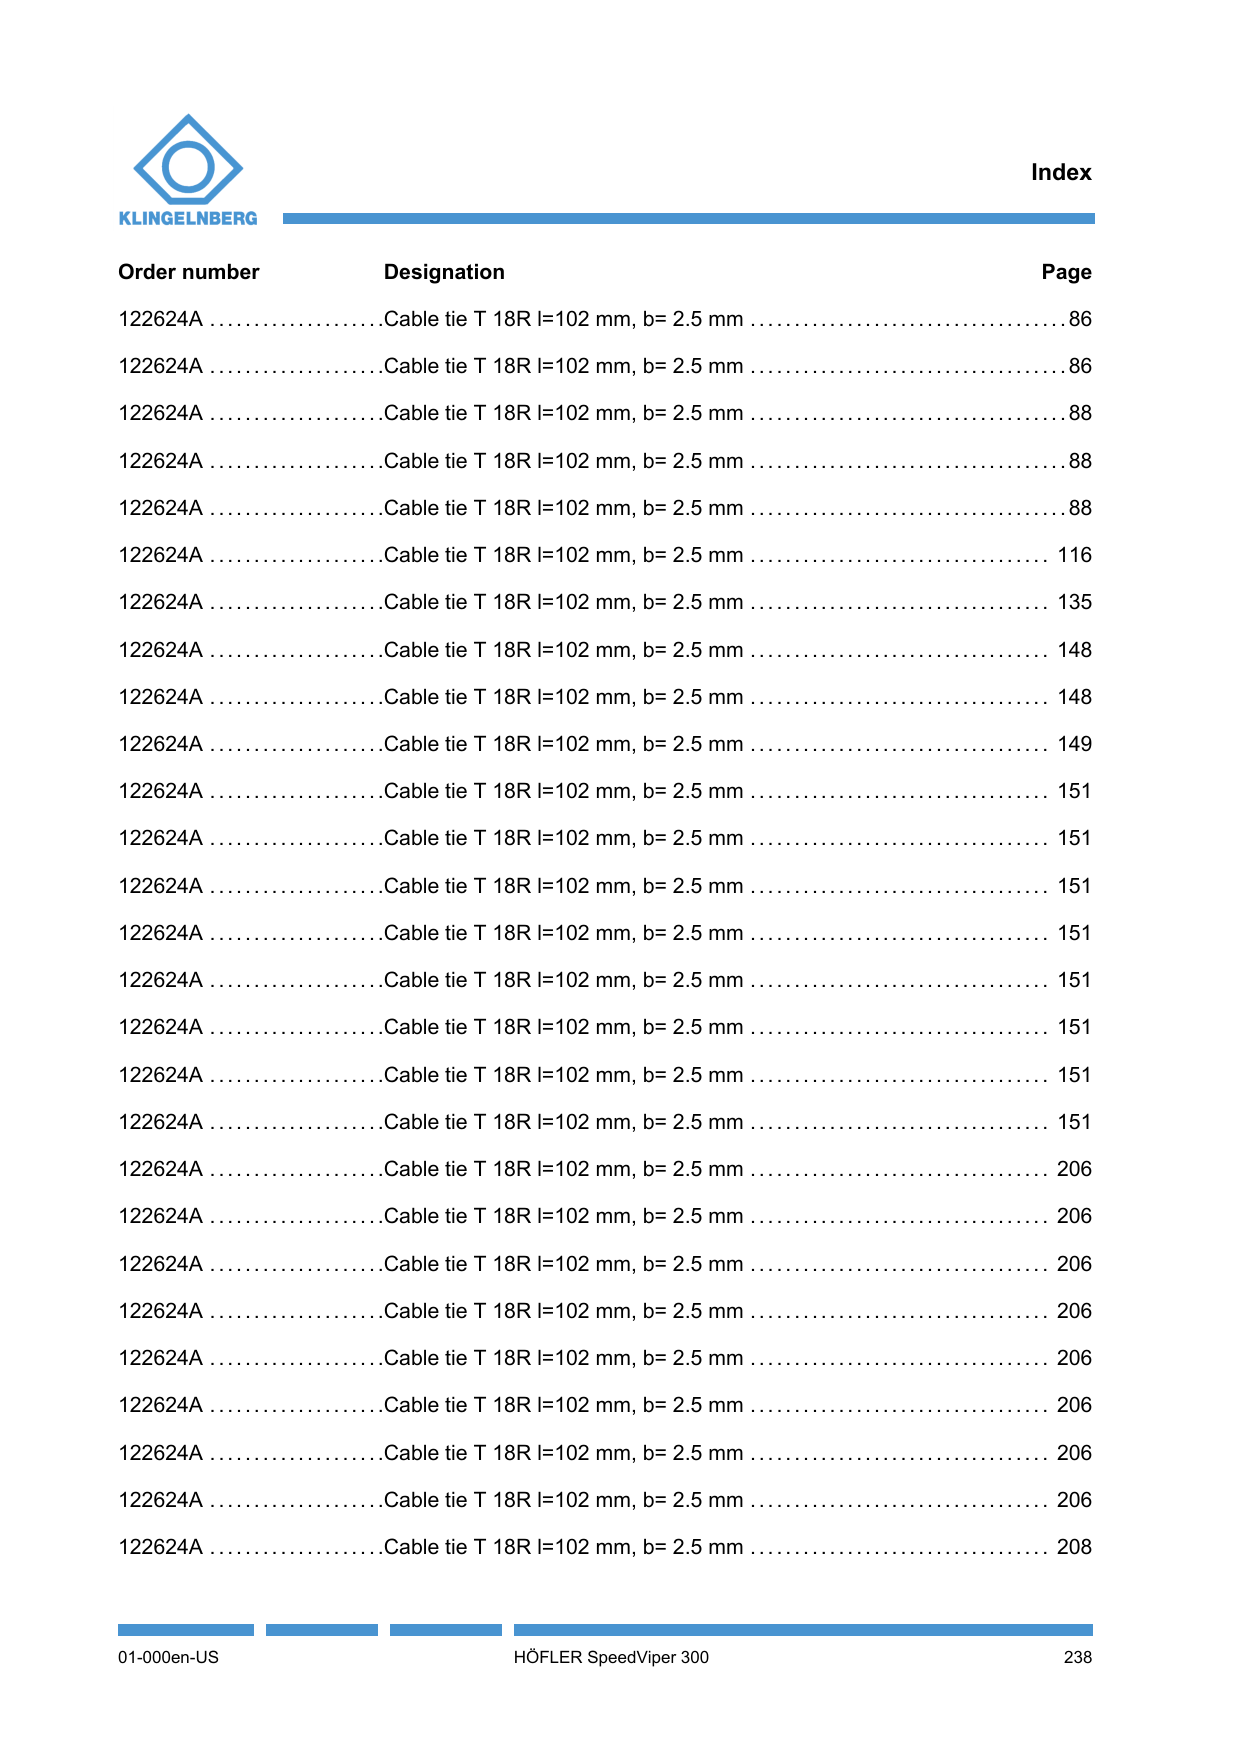 KLINGELNBERG
Index
Order number Designation Page
122624A ....................Cable tie T 18R l=102 mm, b= 2.5 mm ....................................86
122624A ....................Cable tie T 18R l=102 mm, b= 2.5 mm ....................................86
122624A ....................Cable tie T 18R l=102 mm, b= 2.5 mm ....................................88
122624A ....................Cable tie T 18R l=102 mm, b= 2.5 mm ....................................88
122624A ....................Cable tie T 18R l=102 mm, b= 2.5 mm ....................................88
122624A ....................Cable tie T 18R l=102 mm, b= 2.5 mm .................................. 116
122624A ....................Cable tie T 18R l=102 mm, b= 2.5 mm .................................. 135
122624A ....................Cable tie T 18R l=102 mm, b= 2.5 mm .................................. 148
122624A ....................Cable tie T 18R l=102 mm, b= 2.5 mm .................................. 148
122624A ....................Cable tie T 18R l=102 mm, b= 2.5 mm .................................. 149
122624A ....................Cable tie T 18R l=102 mm, b= 2.5 mm .................................. 151
122624A ....................Cable tie T 18R l=102 mm, b= 2.5 mm .................................. 151
122624A ....................Cable tie T 18R l=102 mm, b= 2.5 mm .................................. 151
122624A ....................Cable tie T 18R l=102 mm, b= 2.5 mm .................................. 151
122624A ....................Cable tie T 18R l=102 mm, b= 2.5 mm .................................. 151
122624A ....................Cable tie T 18R l=102 mm, b= 2.5 mm .................................. 151
122624A ....................Cable tie T 18R l=102 mm, b= 2.5 mm .................................. 151
122624A ....................Cable tie T 18R l=102 mm, b= 2.5 mm .................................. 151
122624A ....................Cable tie T 18R l=102 mm, b= 2.5 mm .................................. 206
122624A ....................Cable tie T 18R l=102 mm, b= 2.5 mm .................................. 206
122624A ....................Cable tie T 18R l=102 mm, b= 2.5 mm .................................. 206
122624A ....................Cable tie T 18R l=102 mm, b= 2.5 mm .................................. 206
122624A ....................Cable tie T 18R l=102 mm, b= 2.5 mm .................................. 206
122624A ....................Cable tie T 18R l=102 mm, b= 2.5 mm .................................. 206
122624A ....................Cable tie T 18R l=102 mm, b= 2.5 mm .................................. 206
122624A ....................Cable tie T 18R l=102 mm, b= 2.5 mm .................................. 206
122624A ....................Cable tie T 18R l=102 mm, b= 2.5 mm .................................. 208
01-000en-US HÖFLER SpeedViper 300 238